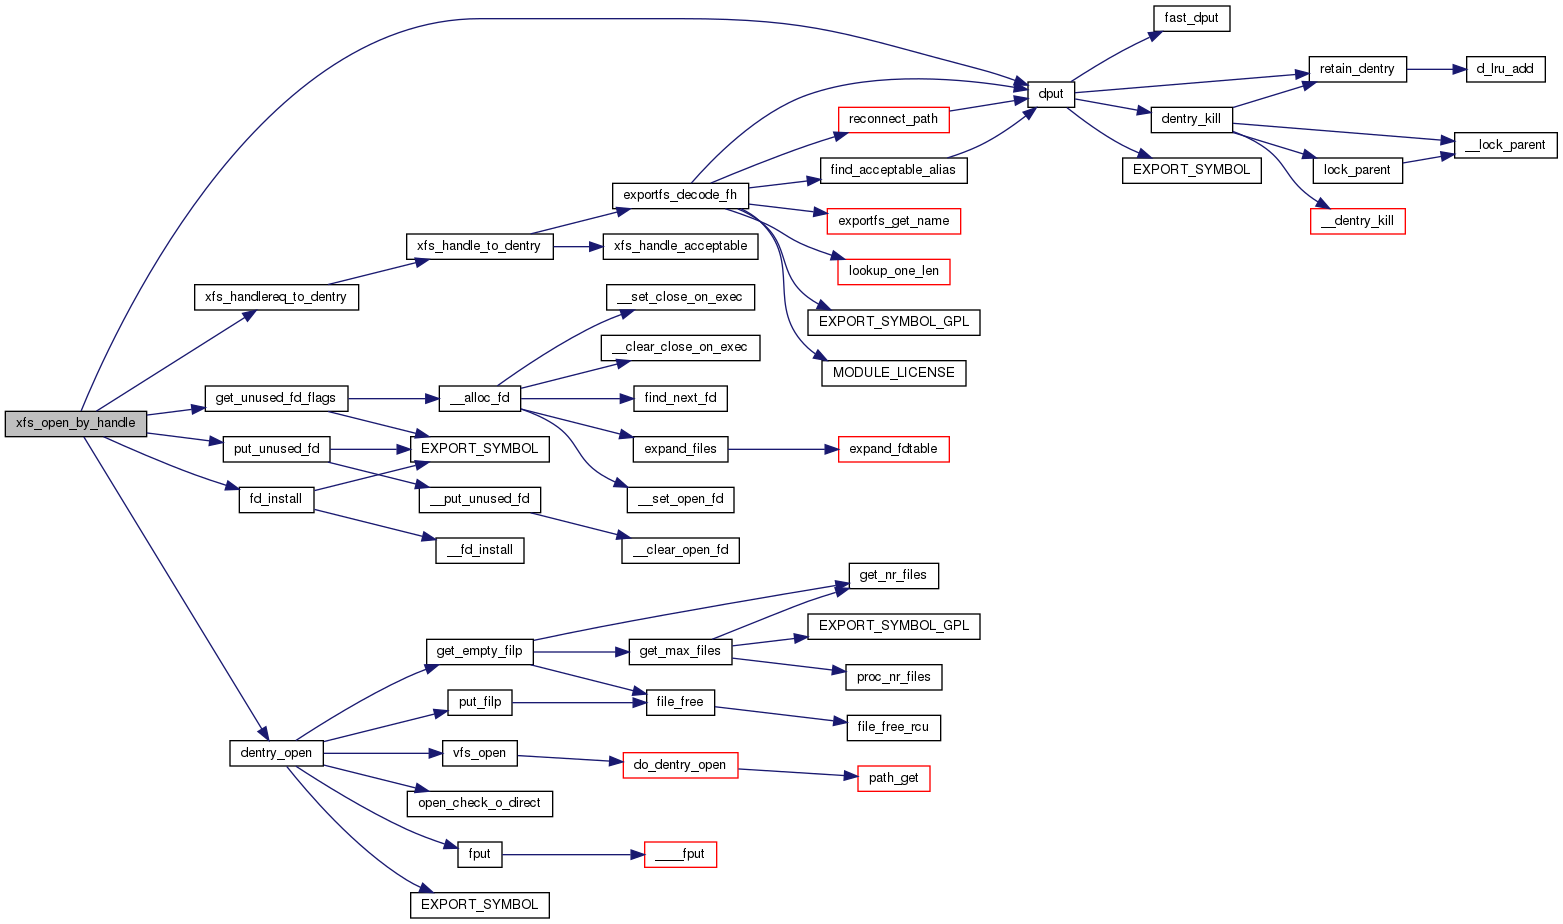 fast_dput
retain_dentry
d_lru_add
dput
reconnect_path
dentry_kill
__lock_parent
find_acceptable_alias
EXPORT_SYMBOL
lock_parent
exportfs_decode_fh
exportfs_get_name
__dentry_kill
xfs_handle_to_dentry
xfs_handle_acceptable
lookup_one_len
xfs_handlereq_to_dentry
__set_close_on_exec
EXPORT_SYMBOL_GPL
__clear_close_on_exec
MODULE_LICENSE
get_unused_fd_flags
__alloc_fd
find_next_fd
xfs_open_by_handle
put_unused_fd
EXPORT_SYMBOL
expand_files
expand_fdtable
fd_install
__put_unused_fd
__set_open_fd
__fd_install
__clear_open_fd
get_nr_files
EXPORT_SYMBOL_GPL
get_empty_filp
get_max_files
proc_nr_files
put_filp
file_free
file_free_rcu
dentry_open
vfs_open
do_dentry_open
path_get
open_check_o_direct
fput
____fput
EXPORT_SYMBOL